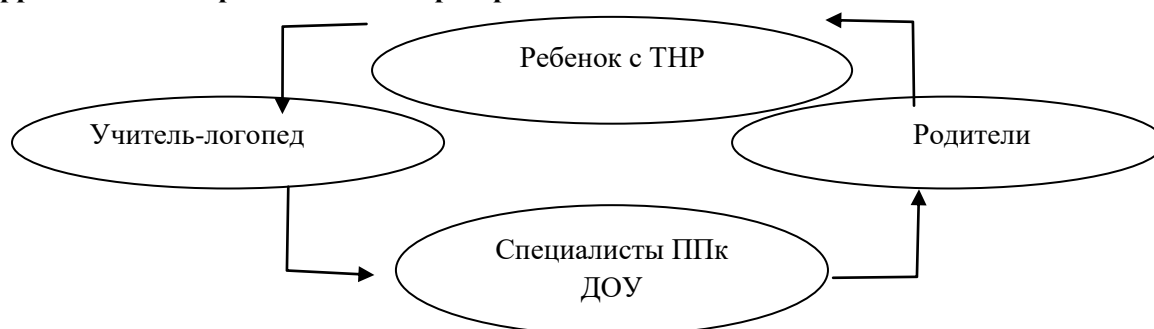 Ребенок с ТНР
Учитель-логопед
Родители
Специалисты ППк
ДОУ